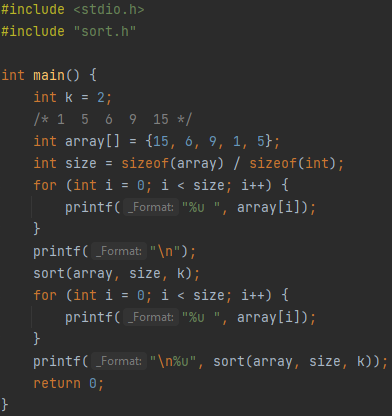 #include <stdio.h>
#include "sort.h"

int main() {
    int k = 2;
    /* 1  5  6  9  15 */
    int array[] = {15, 6, 9, 1, 5};
    int size = sizeof(array) / sizeof(int);
    for (int i = 0; i < size; i++) {
        printf( _Format: "%u ", array[i]);
    }
    printf( _Format: "\n");
    sort(array, size, k);
    for (int i = 0; i < size; i++) {
        printf( _Format: "%u ", array[i]);
    }
    printf( _Format: "\n%u", sort(array, size, k));
    return 0;
}